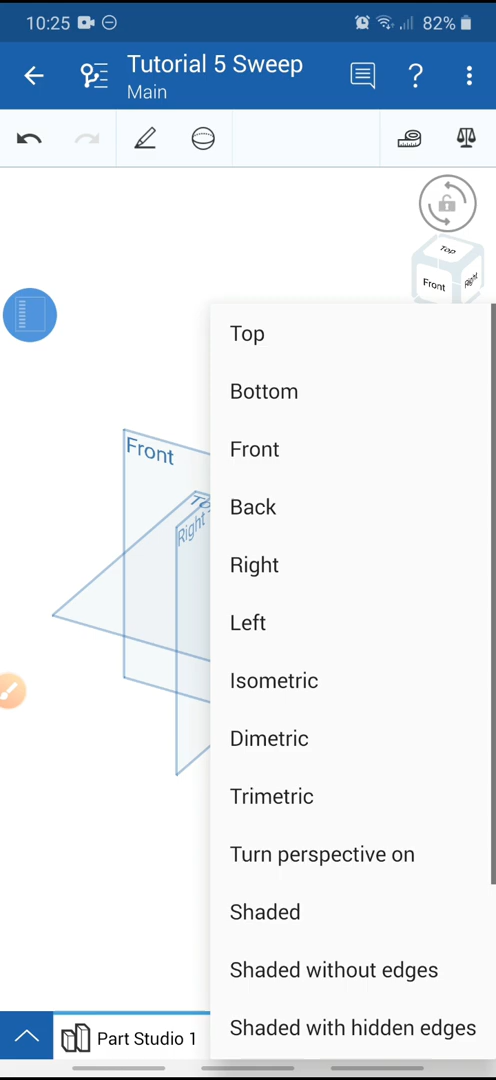 10:25
82%
Tutorial 5 Sweep
Main
Top
Front
Right
Top
Bottom
Front
Front
Back
Right
Right
Left
Isometric
Dimetric
Trimetric
Turn perspective on
Shaded
Shaded without edges
Shaded with hidden edges
Part Studio 1